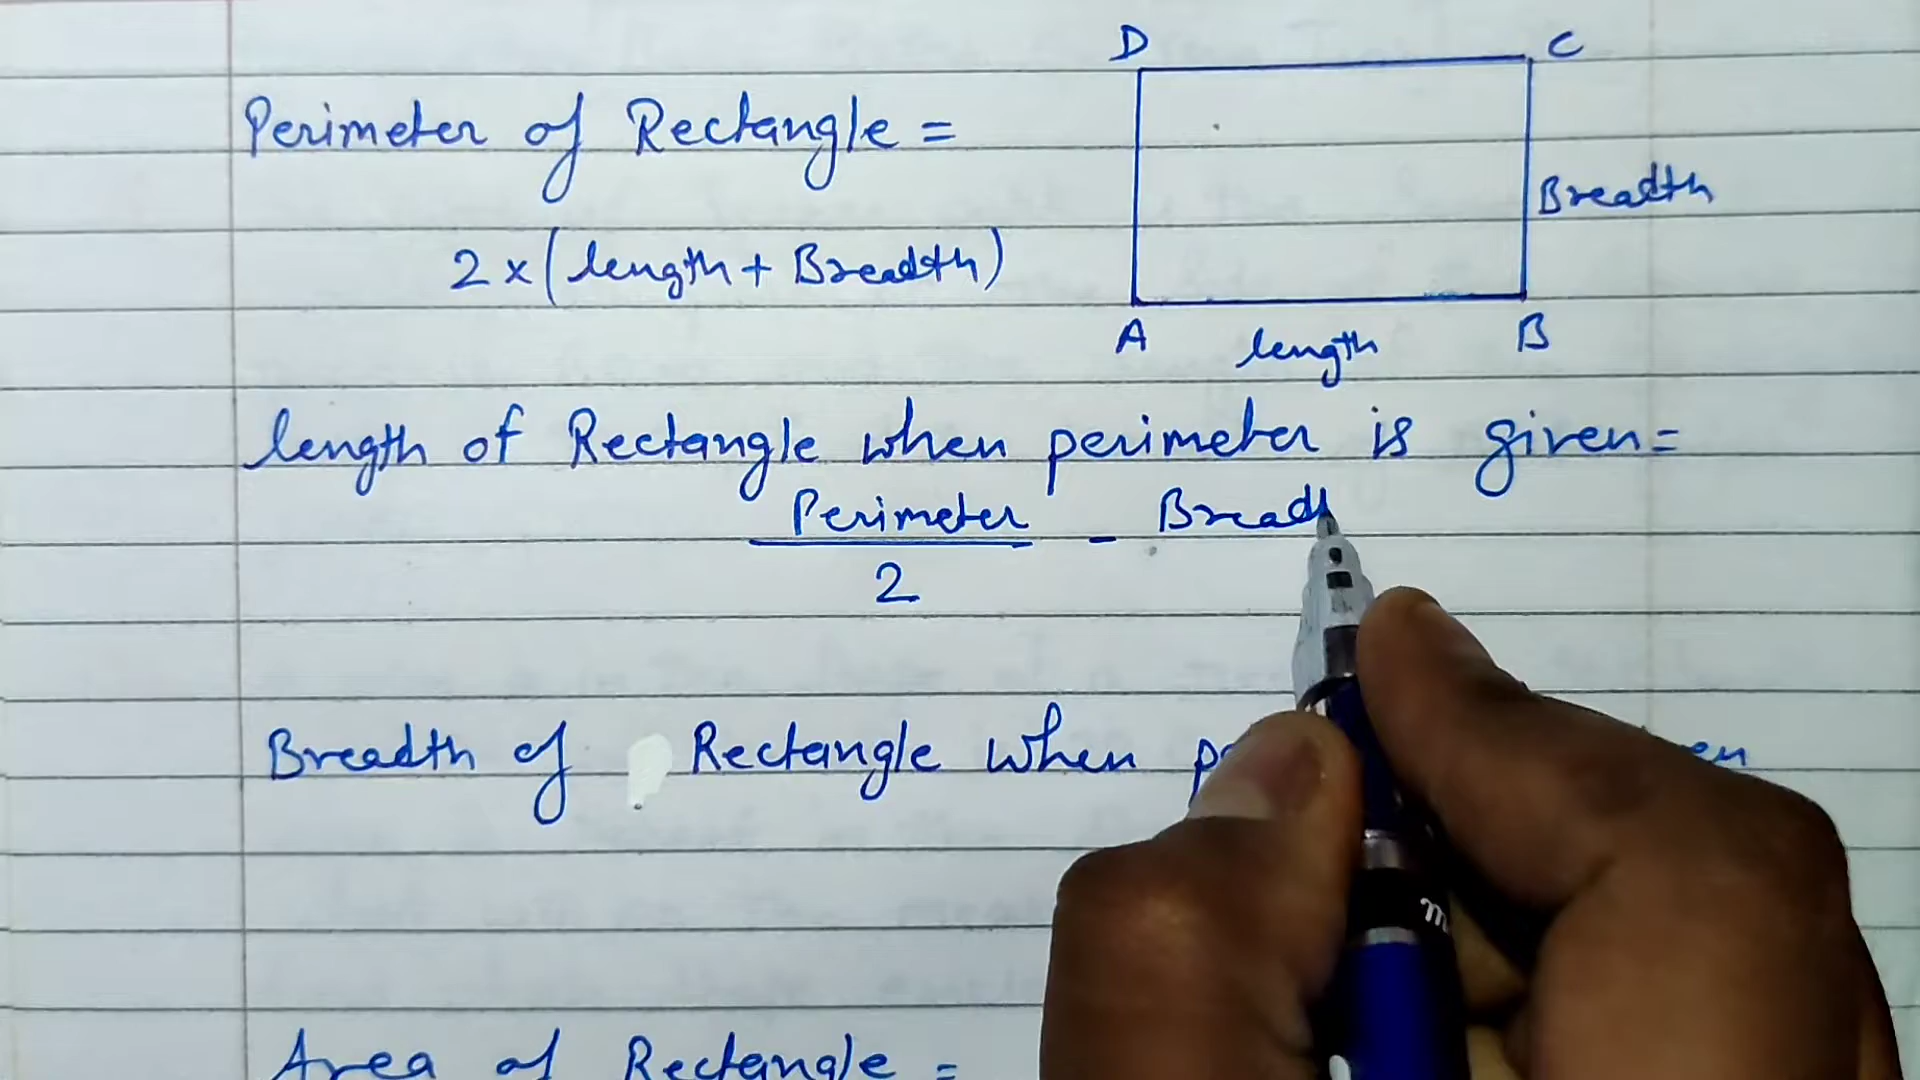 D C
Perimeter of Rectangle =
Breadth
2 x (length + Breadth)
A length B
length of Rectangle when perimeter is given=
Perimeter - Breadt
2
Breadth of Rectangle when
Area of Rectangle =